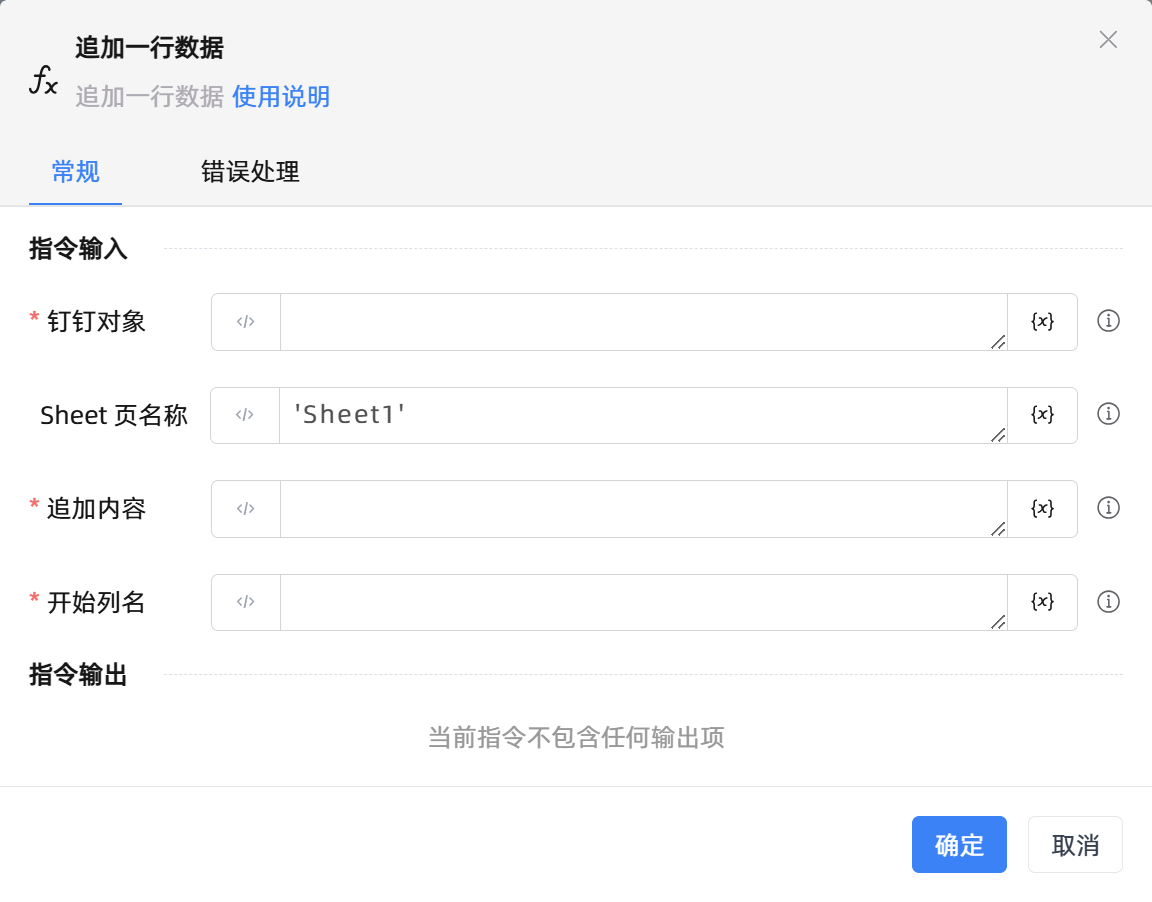 追加一行数据
追加一行数据 使用说明
常规 错误处理
指令输入
* 钉钉对象 </> {x}
Sheet 页名称 </> 'Sheet1' {x}
* 追加内容 </> {x}
* 开始列名 </> {x}
指令输出
当前指令不包含任何输出项
确定 取消